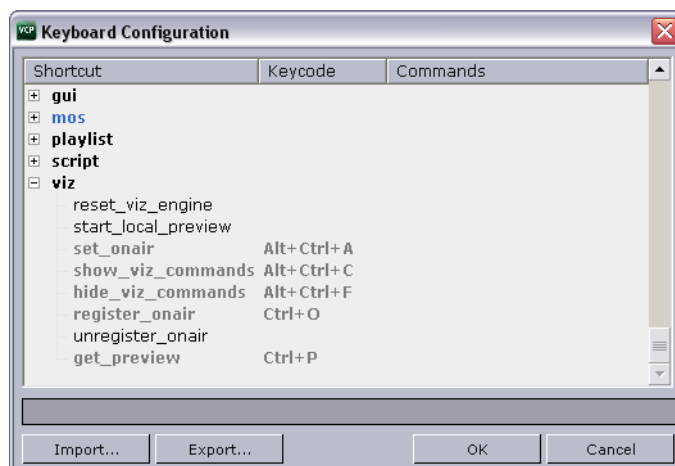 VCP Keyboard Configuration
Shortcut Keycode Commands
gui
mos
playlist
script
viz
reset_viz_engine
start_local_preview
set_onair Alt+Ctrl+A
show_viz_commands Alt+Ctrl+C
hide_viz_commands Alt+Ctrl+F
register_onair Ctrl+O
unregister_onair
get_preview Ctrl+P
Import... Export... OK Cancel